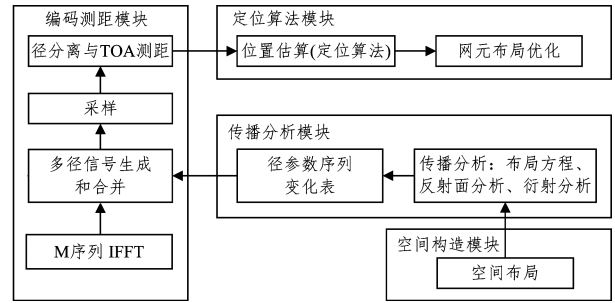 编码测距模块
径分离与TOA测距
采样
多径信号生成
和合并
M序列 IFFT
定位算法模块
位置估算(定位算法)
网元布局优化
传播分析模块
径参数序列
变化表
传播分析：布局方程、
反射面分析、衍射分析
空间构造模块
空间布局